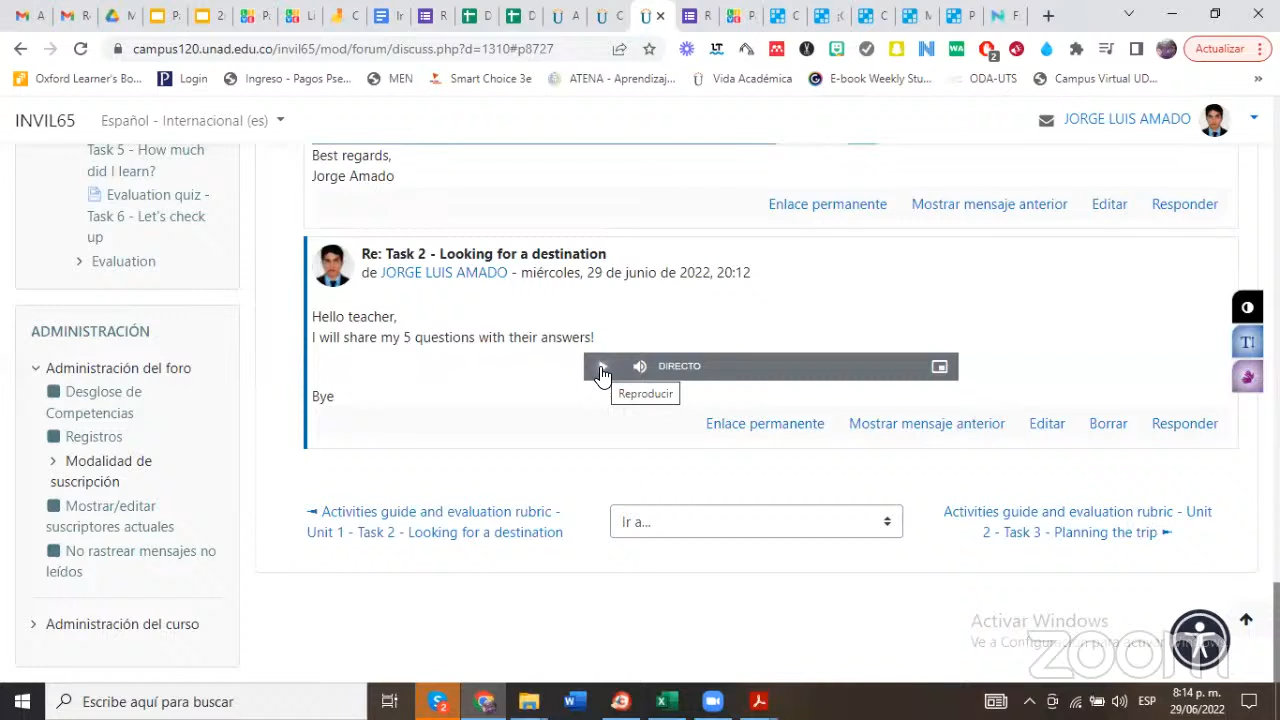 campus120.unad.edu.co/invil65/mod/forum/discuss.php?d=1310#p8727
Actualizar
Oxford Learner's Bo...
Login
Ingreso - Pagos Pse...
MEN
Smart Choice 3e
ATENA - Aprendizaj...
Vida Académica
E-book Weekly Stu...
ODA-UTS
Campus Virtual UD...
»
INVIL65
Español - Internacional (es)
JORGE LUIS AMADO
Task 5 - How much
did I learn?
Evaluation quiz -
Task 6 - Let's check
up
Evaluation
ADMINISTRACIÓN
Administración del foro
Desglose de
Competencias
Registros
Modalidad de
suscripción
Mostrar/editar
suscriptores actuales
No rastrear mensajes no
leídos
Administración del curso
Best regards,
Jorge Amado
Enlace permanente Mostrar mensaje anterior Editar Responder
Re: Task 2 - Looking for a destination
de JORGE LUIS AMADO - miércoles, 29 de junio de 2022, 20:12
Hello teacher,
I will share my 5 questions with their answers!
DIRECTO
Reproducir
Bye
Enlace permanente Mostrar mensaje anterior Editar Borrar Responder
◄ Activities guide and evaluation rubric -
Unit 1 - Task 2 - Looking for a destination
Ir a...
Activities guide and evaluation rubric - Unit
2 - Task 3 - Planning the trip ►
T!
Activar Windows
Ve a Configuración para activar Windows.
zoom
Escribe aquí para buscar
ESP
8:14 p. m.
29/06/2022